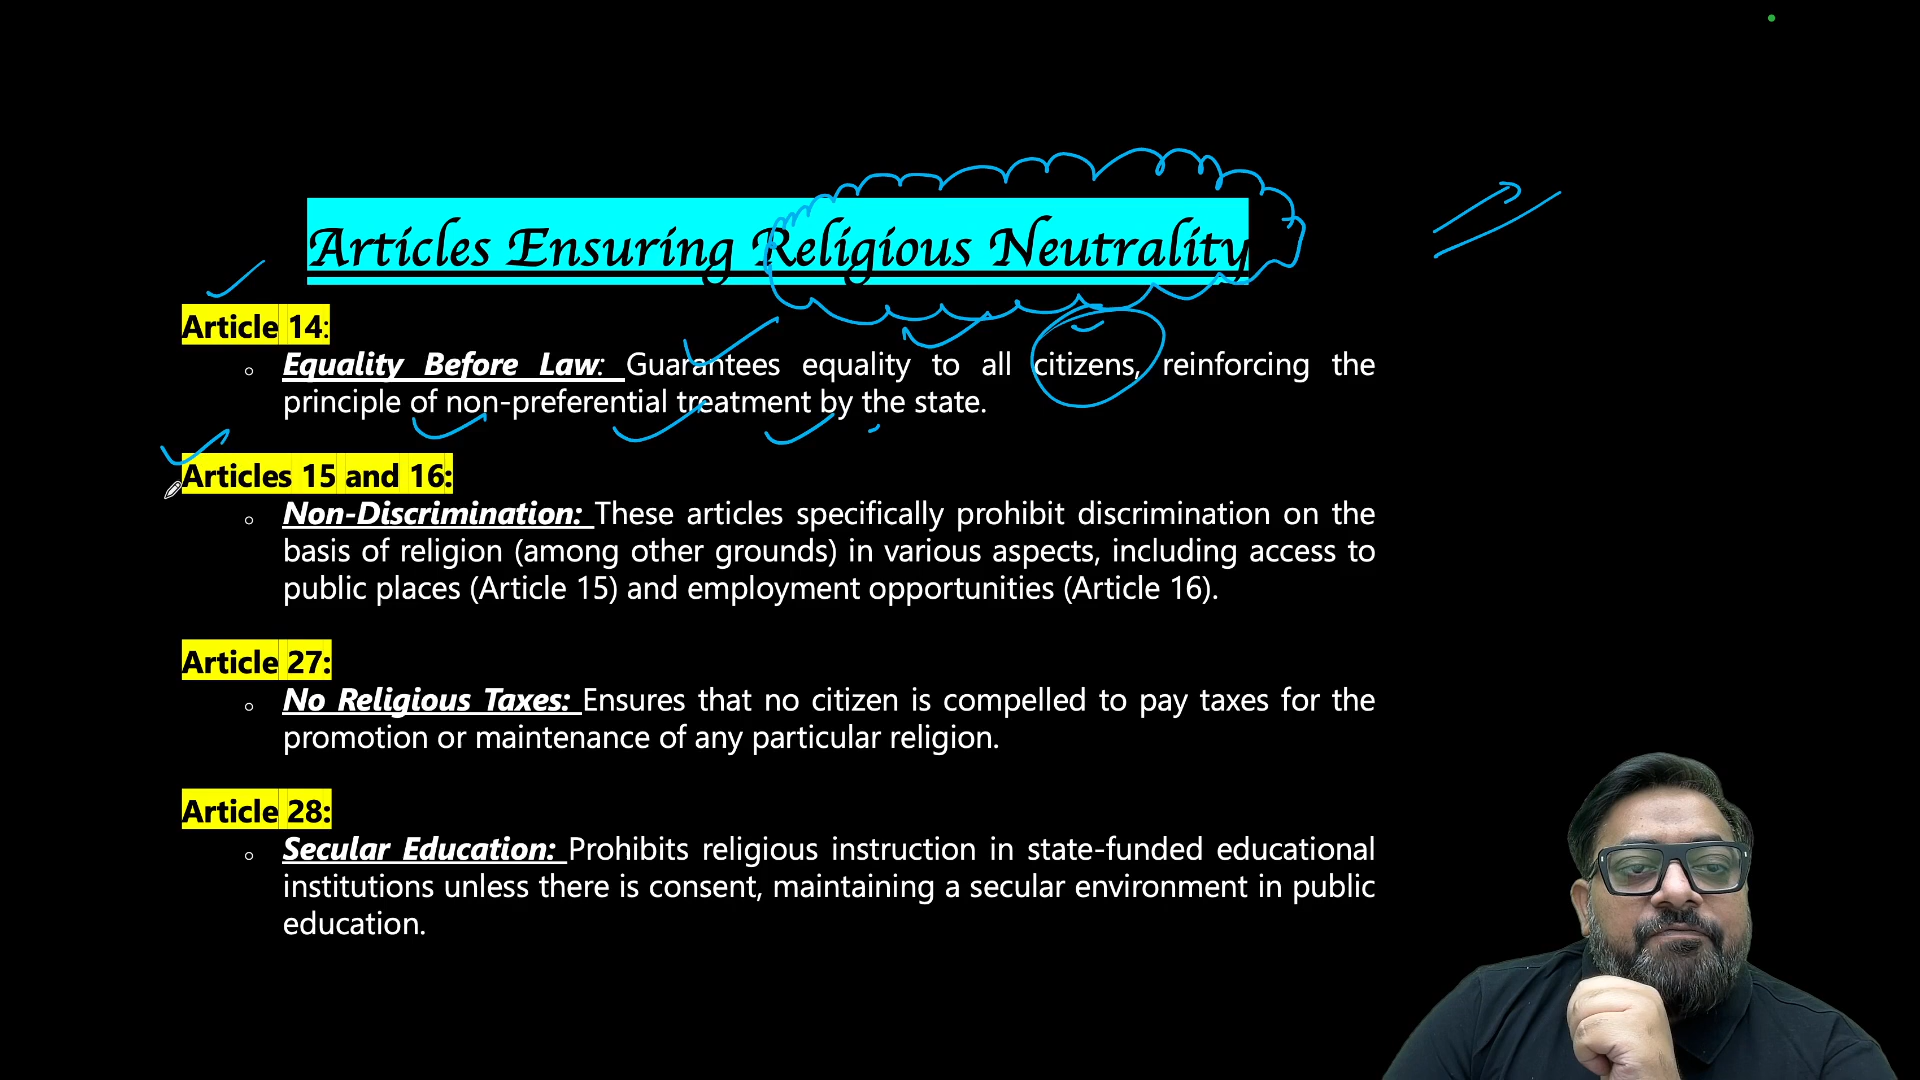 Articles Ensuring Religious Neutrality
Article 14:
Equality Before Law: Guarantees equality to all citizens, reinforcing the
principle of non-preferential treatment by the state.
Articles 15 and 16:
Non-Discrimination: These articles specifically prohibit discrimination on the
basis of religion (among other grounds) in various aspects, including access to
public places (Article 15) and employment opportunities (Article 16).
Article 27:
No Religious Taxes: Ensures that no citizen is compelled to pay taxes for the
promotion or maintenance of any particular religion.
Article 28:
Secular Education: Prohibits religious instruction in state-funded educational
institutions unless there is consent, maintaining a secular environment in public
education.